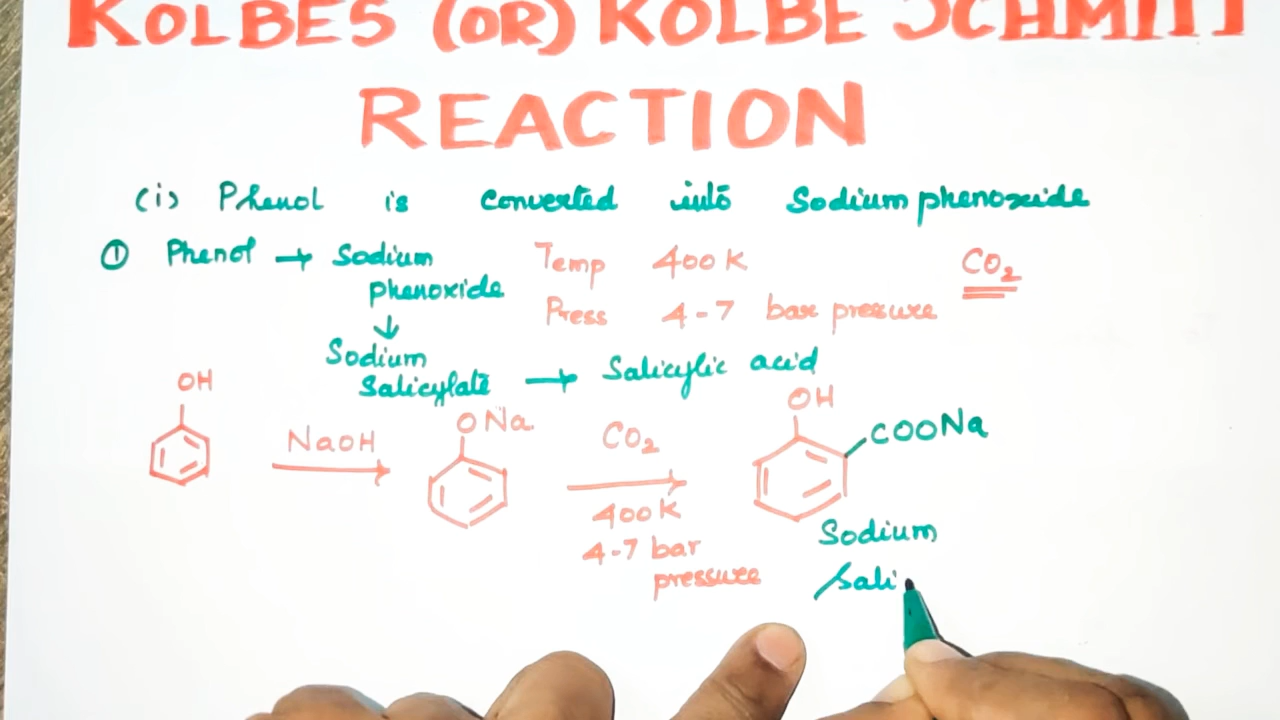 KOLBES (OR) KOLBE SCHMITT
REACTION
(i) Phenol is converted into Sodium phenoxide
① Phenol → Sodium
phenoxide
↓
Sodium
Salicylate → Salicylic acid
Temp 400 K
Press 4-7 bar pressure
CO₂
OH
NaOH
ONa
CO₂
400 K
4-7 bar
pressure
OH
COONa
Sodium
Sali